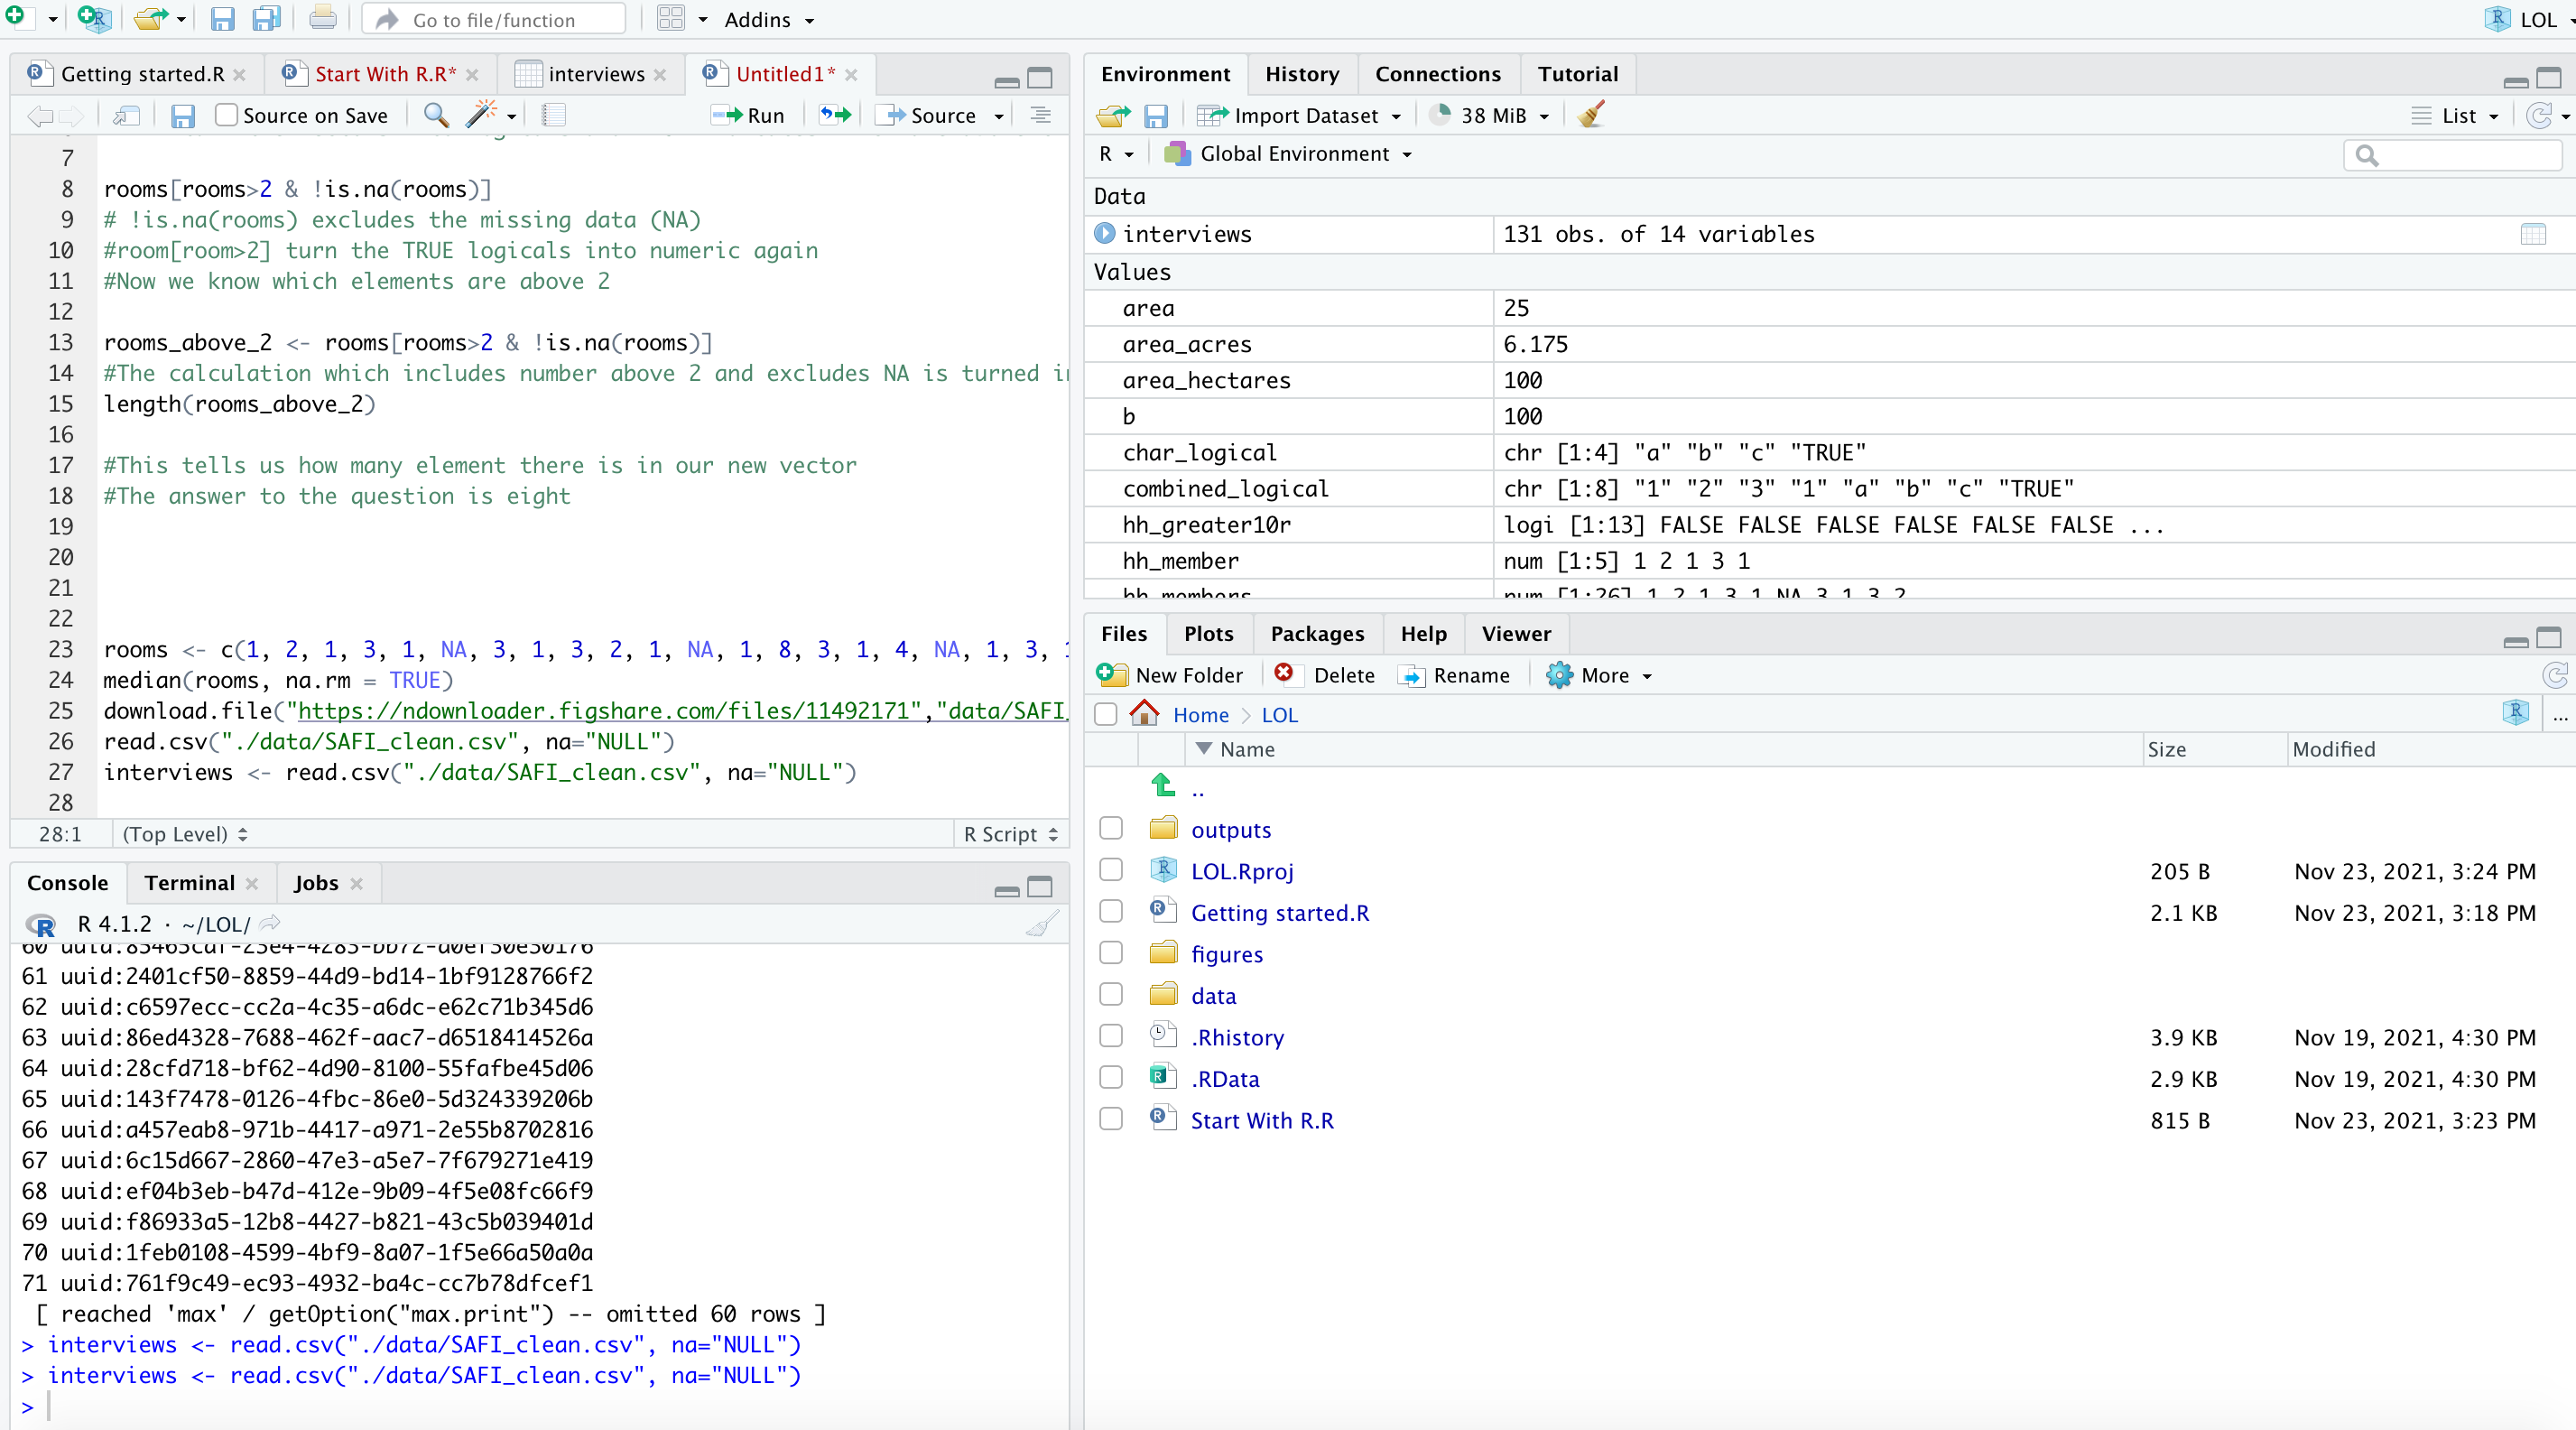 Go to file/function
Addins
LOL
Getting started.R
Start With R.R*
interviews
Untitled1*
Source on Save
Run
Source
7
8 rooms[rooms>2 & !is.na(rooms)]
9 # !is.na(rooms) excludes the missing data (NA)
10 #room[room>2] turn the TRUE logicals into numeric again
11 #Now we know which elements are above 2
12
13 rooms_above_2 <- rooms[rooms>2 & !is.na(rooms)]
14 #The calculation which includes number above 2 and excludes NA is turned
15 length(rooms_above_2)
16
17 #This tells us how many element there is in our new vector
18 #The answer to the question is eight
19
20
21
22
23 rooms <- c(1, 2, 1, 3, 1, NA, 3, 1, 3, 2, 1, NA, 1, 8, 3, 1, 4, NA, 1, 3,
24 median(rooms, na.rm = TRUE)
25 download.file("https://ndownloader.figshare.com/files/11492171","data/SAFI_
26 read.csv("./data/SAFI_clean.csv", na="NULL")
27 interviews <- read.csv("./data/SAFI_clean.csv", na="NULL")
28
28:1 (Top Level) R Script
Console Terminal Jobs
R 4.1.2 · ~/LOL/
60 uuid:85465caf-23e4-4283-bb72-a0ef30e30176
61 uuid:2401cf50-8859-44d9-bd14-1bf9128766f2
62 uuid:c6597ecc-cc2a-4c35-a6dc-e62c71b345d6
63 uuid:86ed4328-7688-462f-aac7-d6518414526a
64 uuid:28cfd718-bf62-4d90-8100-55fafbe45d06
65 uuid:143f7478-0126-4fbc-86e0-5d324339206b
66 uuid:a457eab8-971b-4417-a971-2e55b8702816
67 uuid:6c15d667-2860-47e3-a5e7-7f679271e419
68 uuid:ef04b3eb-b47d-412e-9b09-4f5e08fc66f9
69 uuid:f86933a5-12b8-4427-b821-43c5b039401d
70 uuid:1feb0108-4599-4bf9-8a07-1f5e66a50a0a
71 uuid:761f9c49-ec93-4932-ba4c-cc7b78dfcef1
[ reached 'max' / getOption("max.print") -- omitted 60 rows ]
> interviews <- read.csv("./data/SAFI_clean.csv", na="NULL")
> interviews <- read.csv("./data/SAFI_clean.csv", na="NULL")
>
Environment History Connections Tutorial
Import Dataset 38 MiB List
R Global Environment
Data
interviews 131 obs. of 14 variables
Values
area 25
area_acres 6.175
area_hectares 100
b 100
char_logical chr [1:4] "a" "b" "c" "TRUE"
combined_logical chr [1:8] "1" "2" "3" "1" "a" "b" "c" "TRUE"
hh_greater10r logi [1:13] FALSE FALSE FALSE FALSE FALSE FALSE ...
hh_member num [1:5] 1 2 1 3 1
hh_members num [1:26] 1 2 1 3 1 NA 3 1 3 2
Files Plots Packages Help Viewer
New Folder Delete Rename More
Home LOL ...
Name Size Modified
..
outputs
LOL.Rproj 205 B Nov 23, 2021, 3:24 PM
Getting started.R 2.1 KB Nov 23, 2021, 3:18 PM
figures
data
.Rhistory 3.9 KB Nov 19, 2021, 4:30 PM
.RData 2.9 KB Nov 19, 2021, 4:30 PM
Start With R.R 815 B Nov 23, 2021, 3:23 PM